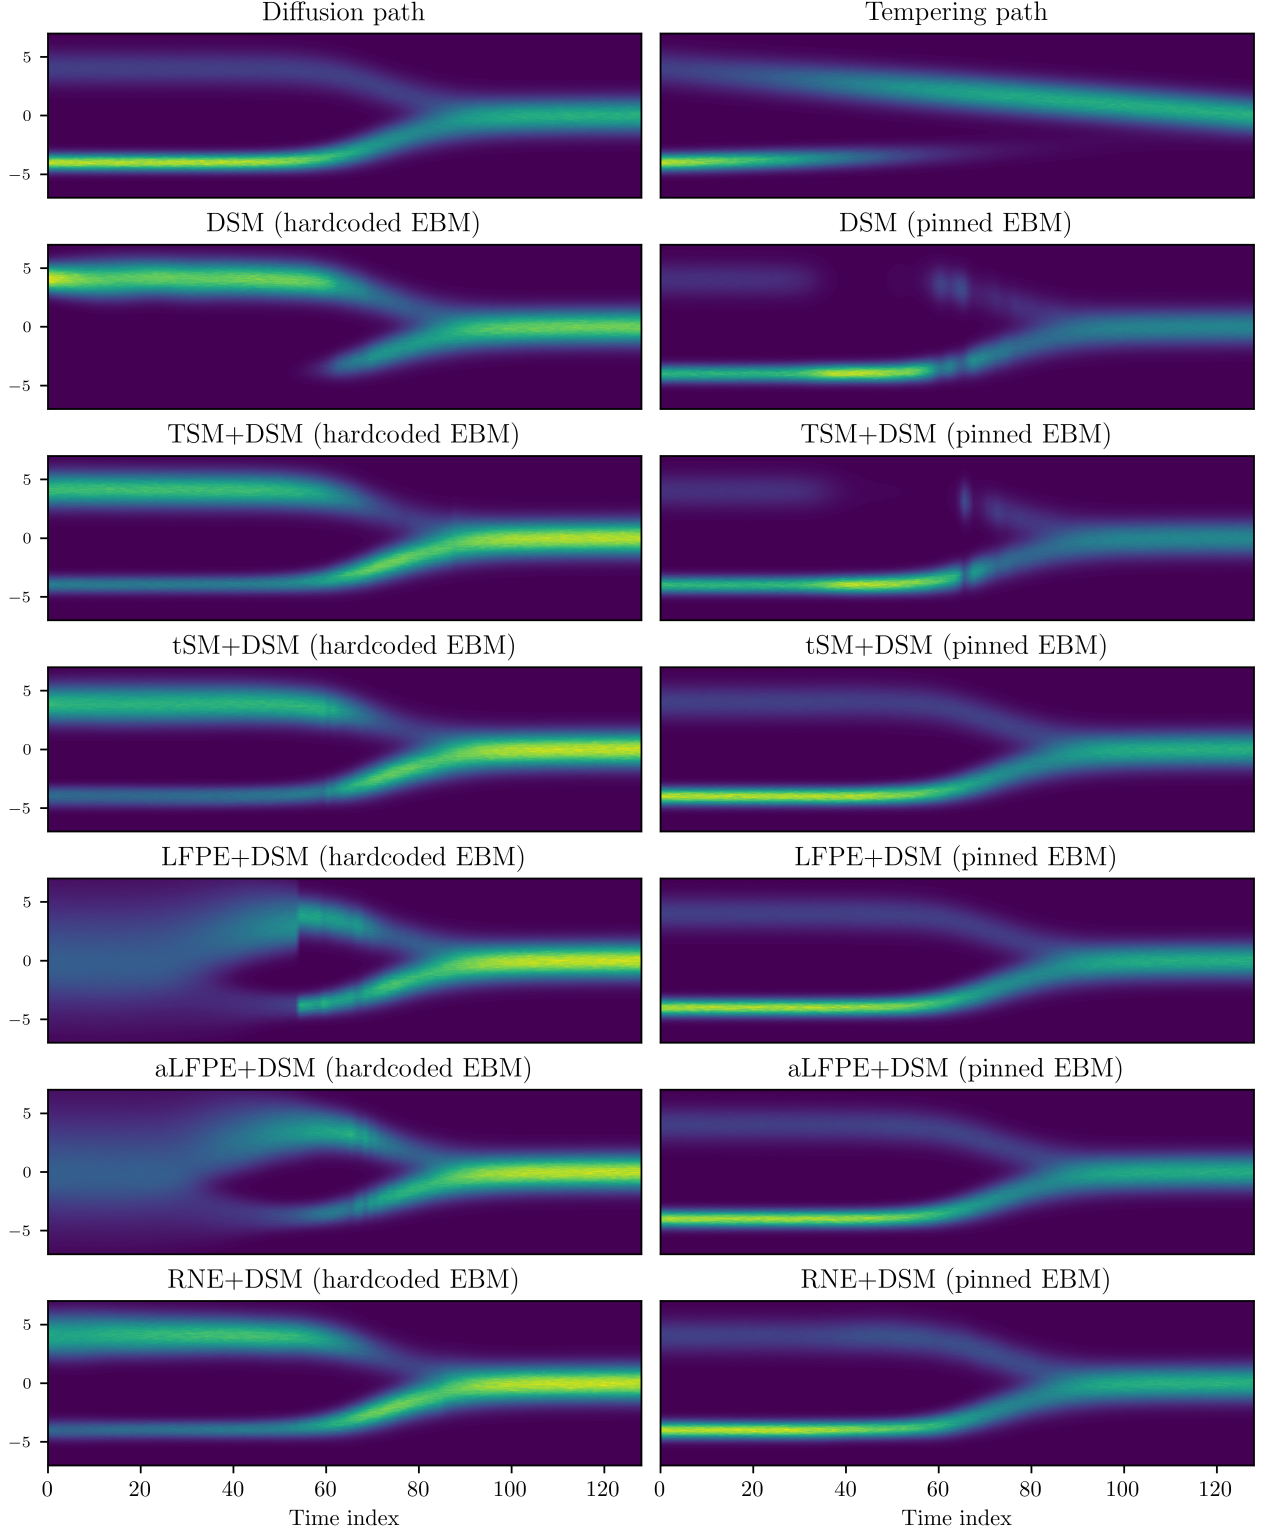 Diffusion path
Tempering path
5
0
−5
DSM (hardcoded EBM)
DSM (pinned EBM)
5
0
−5
TSM+DSM (hardcoded EBM)
TSM+DSM (pinned EBM)
5
0
−5
tSM+DSM (hardcoded EBM)
tSM+DSM (pinned EBM)
5
0
−5
LFPE+DSM (hardcoded EBM)
LFPE+DSM (pinned EBM)
5
0
−5
aLFPE+DSM (hardcoded EBM)
aLFPE+DSM (pinned EBM)
5
0
−5
RNE+DSM (hardcoded EBM)
RNE+DSM (pinned EBM)
5
0
−5
0 20 40 60 80 100 120
0 20 40 60 80 100 120
Time index
Time index